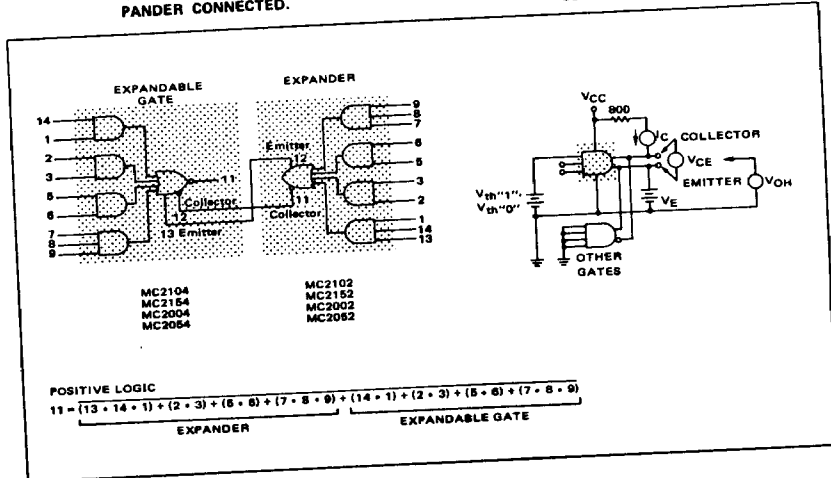 PANDER CONNECTED.
EXPANDABLE
GATE
EXPANDER
14
1
2
3
5
6
7
8
9
11
Collector
12
13 Emitter
Emitter
12
11
Collector
9
8
7
6
5
3
2
1
14
13
MC2104
MC2154
MC2004
MC2054
MC2102
MC2152
MC2002
MC2052
VCC
800
IC
COLLECTOR
VCE
EMITTER
VOH
VE
Vth"1",
Vth"0"
OTHER
GATES
POSITIVE LOGIC
11 = (13 • 14 • 1) + (2 • 3) + (5 • 6) + (7 • 8 • 9) + (14 • 1) + (2 • 3) + (5 • 6) + (7 • 8 • 9)
EXPANDER
EXPANDABLE GATE